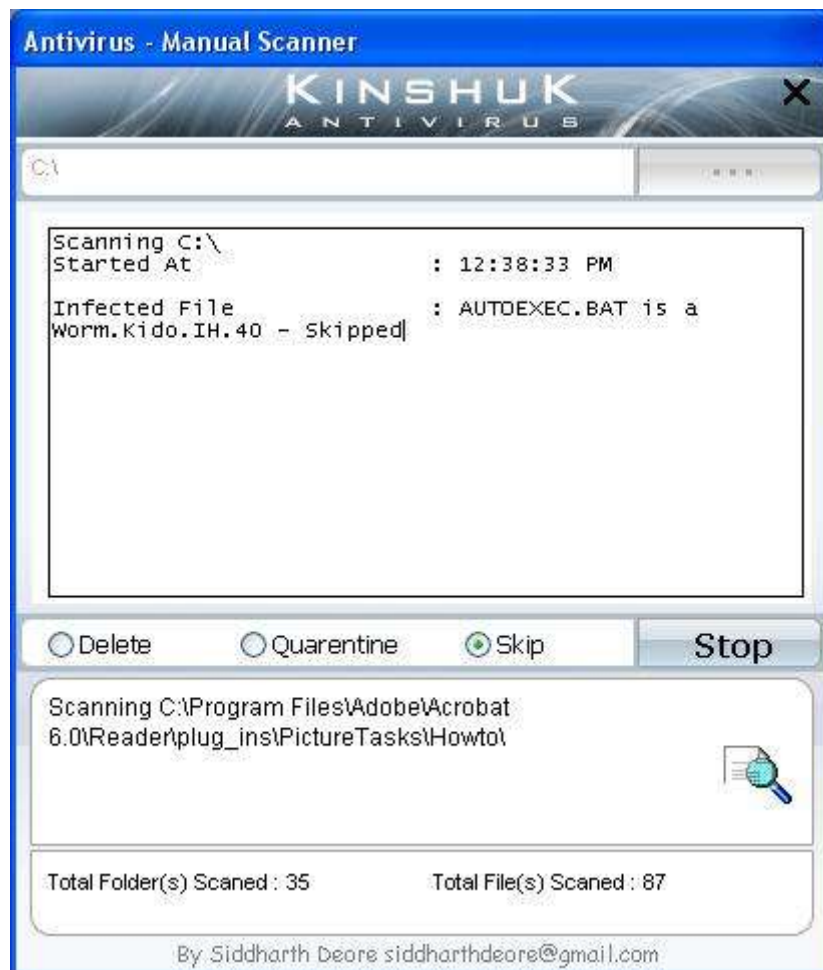 Antivirus - Manual Scanner
KINSHUK
ANTIVIRUS
C:\
...
Scanning C:\
Started At : 12:38:33 PM
Infected File : AUTOEXEC.BAT is a
Worm.Kido.IH.40 - Skipped
Delete Quarentine Skip Stop
Scanning C:\Program Files\Adobe\Acrobat
6.0\Reader\plug_ins\PictureTasks\Howto\
Total Folder(s) Scaned : 35 Total File(s) Scaned : 87
By Siddharth Deore siddharthdeore@gmail.com